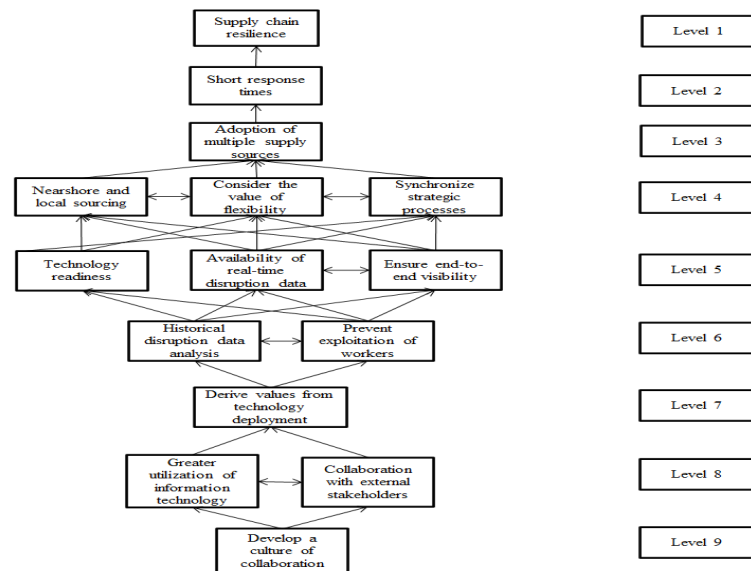 Supply chain
resilience
Level 1
Short response
times
Level 2
Adoption of
multiple supply
sources
Level 3
Nearshore and
local sourcing
Consider the
value of
flexibility
Synchronize
strategic
processes
Level 4
Technology
readiness
Availability of
real-time
disruption data
Ensure end-to-
end visibility
Level 5
Historical
disruption data
analysis
Prevent
exploitation of
workers
Level 6
Derive values from
technology
deployment
Level 7
Greater
utilization of
information
technology
Collaboration
with external
stakeholders
Level 8
Develop a
culture of
collaboration
Level 9